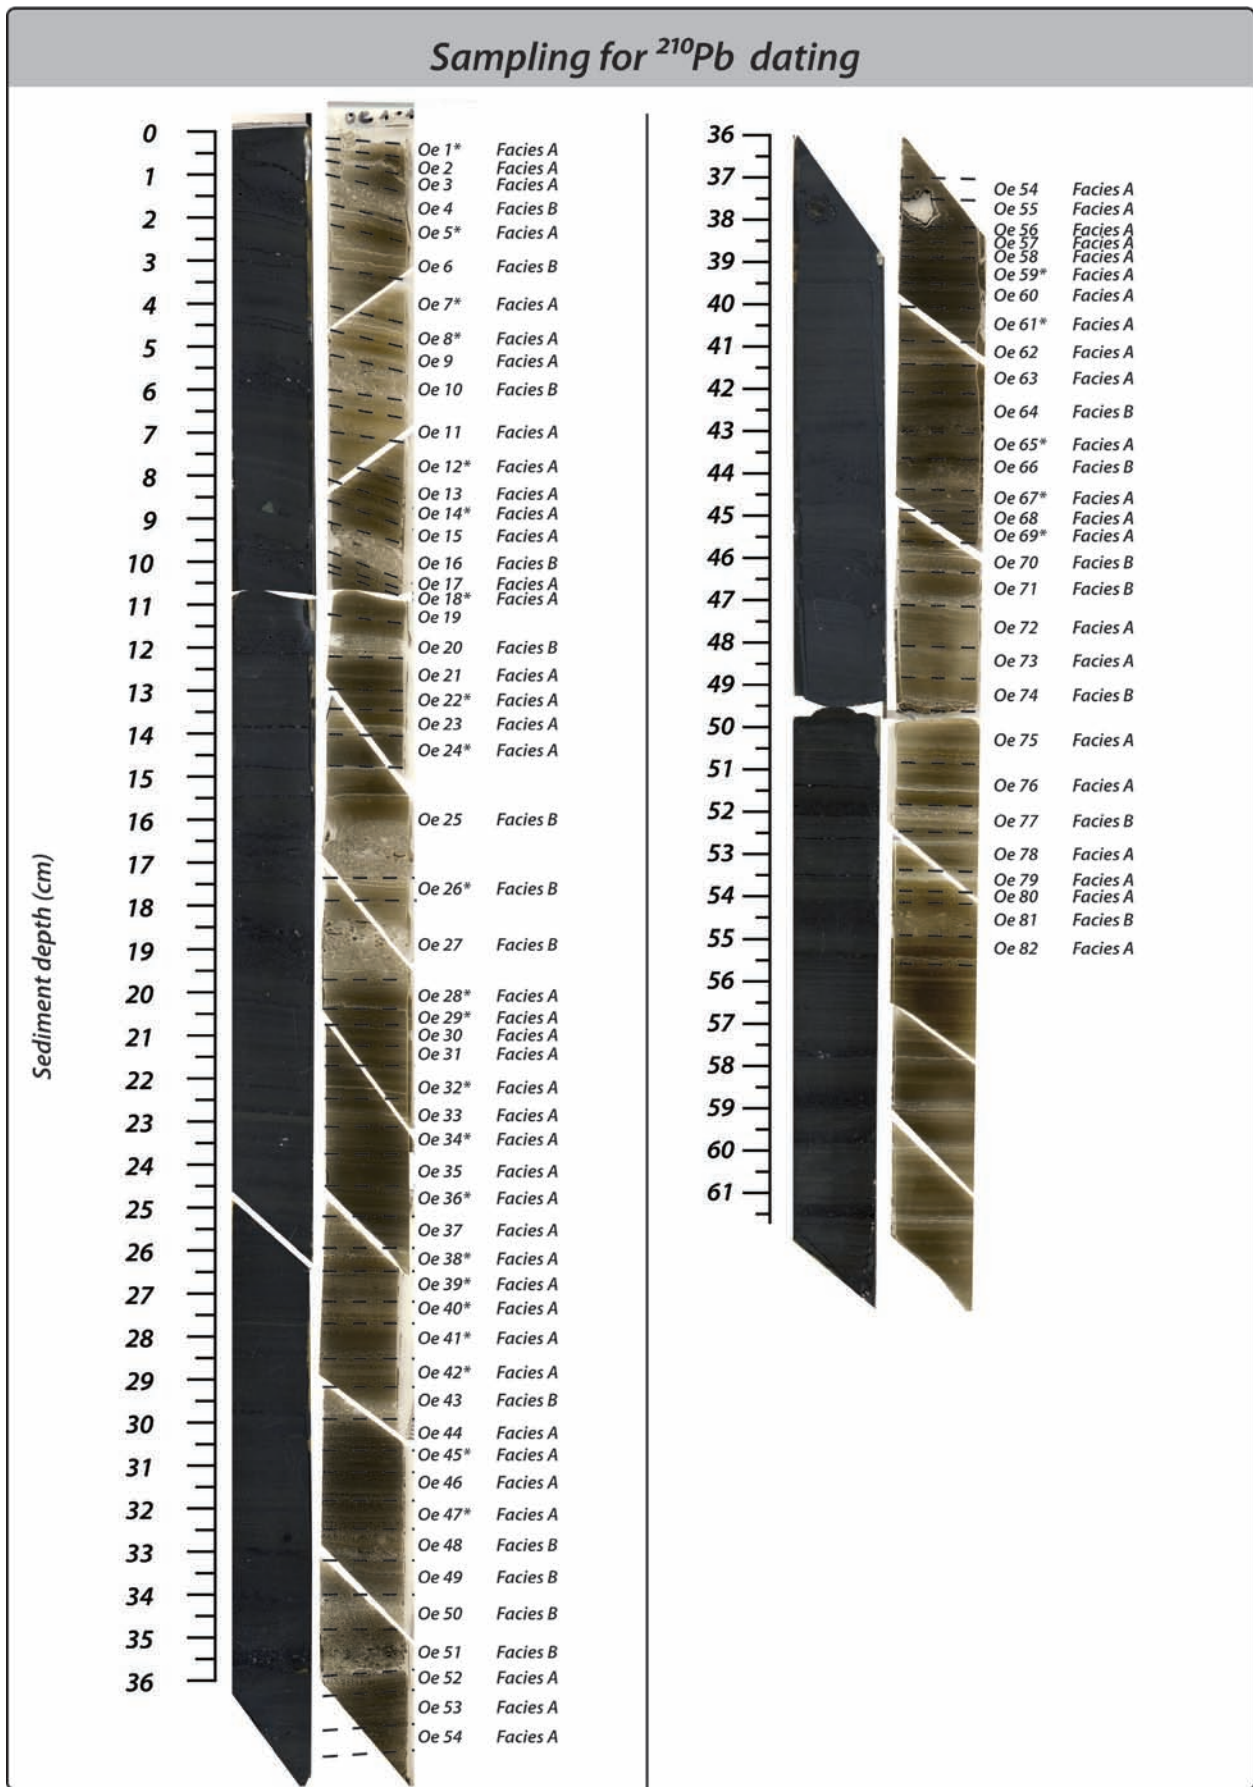 Sampling for ²¹⁰Pb dating
Sediment depth (cm)
0
1
2
3
4
5
6
7
8
9
10
11
12
13
14
15
16
17
18
19
20
21
22
23
24
25
26
27
28
29
30
31
32
33
34
35
36
Oe 1* Facies A
Oe 2 Facies A
Oe 3 Facies A
Oe 4 Facies B
Oe 5* Facies A
Oe 6 Facies B
Oe 7* Facies A
Oe 8* Facies A
Oe 9 Facies A
Oe 10 Facies B
Oe 11 Facies A
Oe 12* Facies A
Oe 13 Facies A
Oe 14* Facies A
Oe 15 Facies A
Oe 16 Facies B
Oe 17 Facies A
Oe 18* Facies A
Oe 19
Oe 20 Facies B
Oe 21 Facies A
Oe 22* Facies A
Oe 23 Facies A
Oe 24* Facies A
Oe 25 Facies B
Oe 26* Facies B
Oe 27 Facies B
Oe 28* Facies A
Oe 29* Facies A
Oe 30 Facies A
Oe 31 Facies A
Oe 32* Facies A
Oe 33 Facies A
Oe 34* Facies A
Oe 35 Facies A
Oe 36* Facies A
Oe 37 Facies A
Oe 38* Facies A
Oe 39* Facies A
Oe 40* Facies A
Oe 41* Facies A
Oe 42* Facies A
Oe 43 Facies B
Oe 44 Facies A
Oe 45* Facies A
Oe 46 Facies A
Oe 47* Facies A
Oe 48 Facies B
Oe 49 Facies B
Oe 50 Facies B
Oe 51 Facies B
Oe 52 Facies A
Oe 53 Facies A
Oe 54 Facies A
36
37
38
39
40
41
42
43
44
45
46
47
48
49
50
51
52
53
54
55
56
57
58
59
60
61
Oe 54 Facies A
Oe 55 Facies A
Oe 56 Facies A
Oe 57 Facies A
Oe 58 Facies A
Oe 59* Facies A
Oe 60 Facies A
Oe 61* Facies A
Oe 62 Facies A
Oe 63 Facies A
Oe 64 Facies B
Oe 65* Facies A
Oe 66 Facies B
Oe 67* Facies A
Oe 68 Facies A
Oe 69* Facies A
Oe 70 Facies B
Oe 71 Facies B
Oe 72 Facies A
Oe 73 Facies A
Oe 74 Facies B
Oe 75 Facies A
Oe 76 Facies A
Oe 77 Facies B
Oe 78 Facies A
Oe 79 Facies A
Oe 80 Facies A
Oe 81 Facies B
Oe 82 Facies A